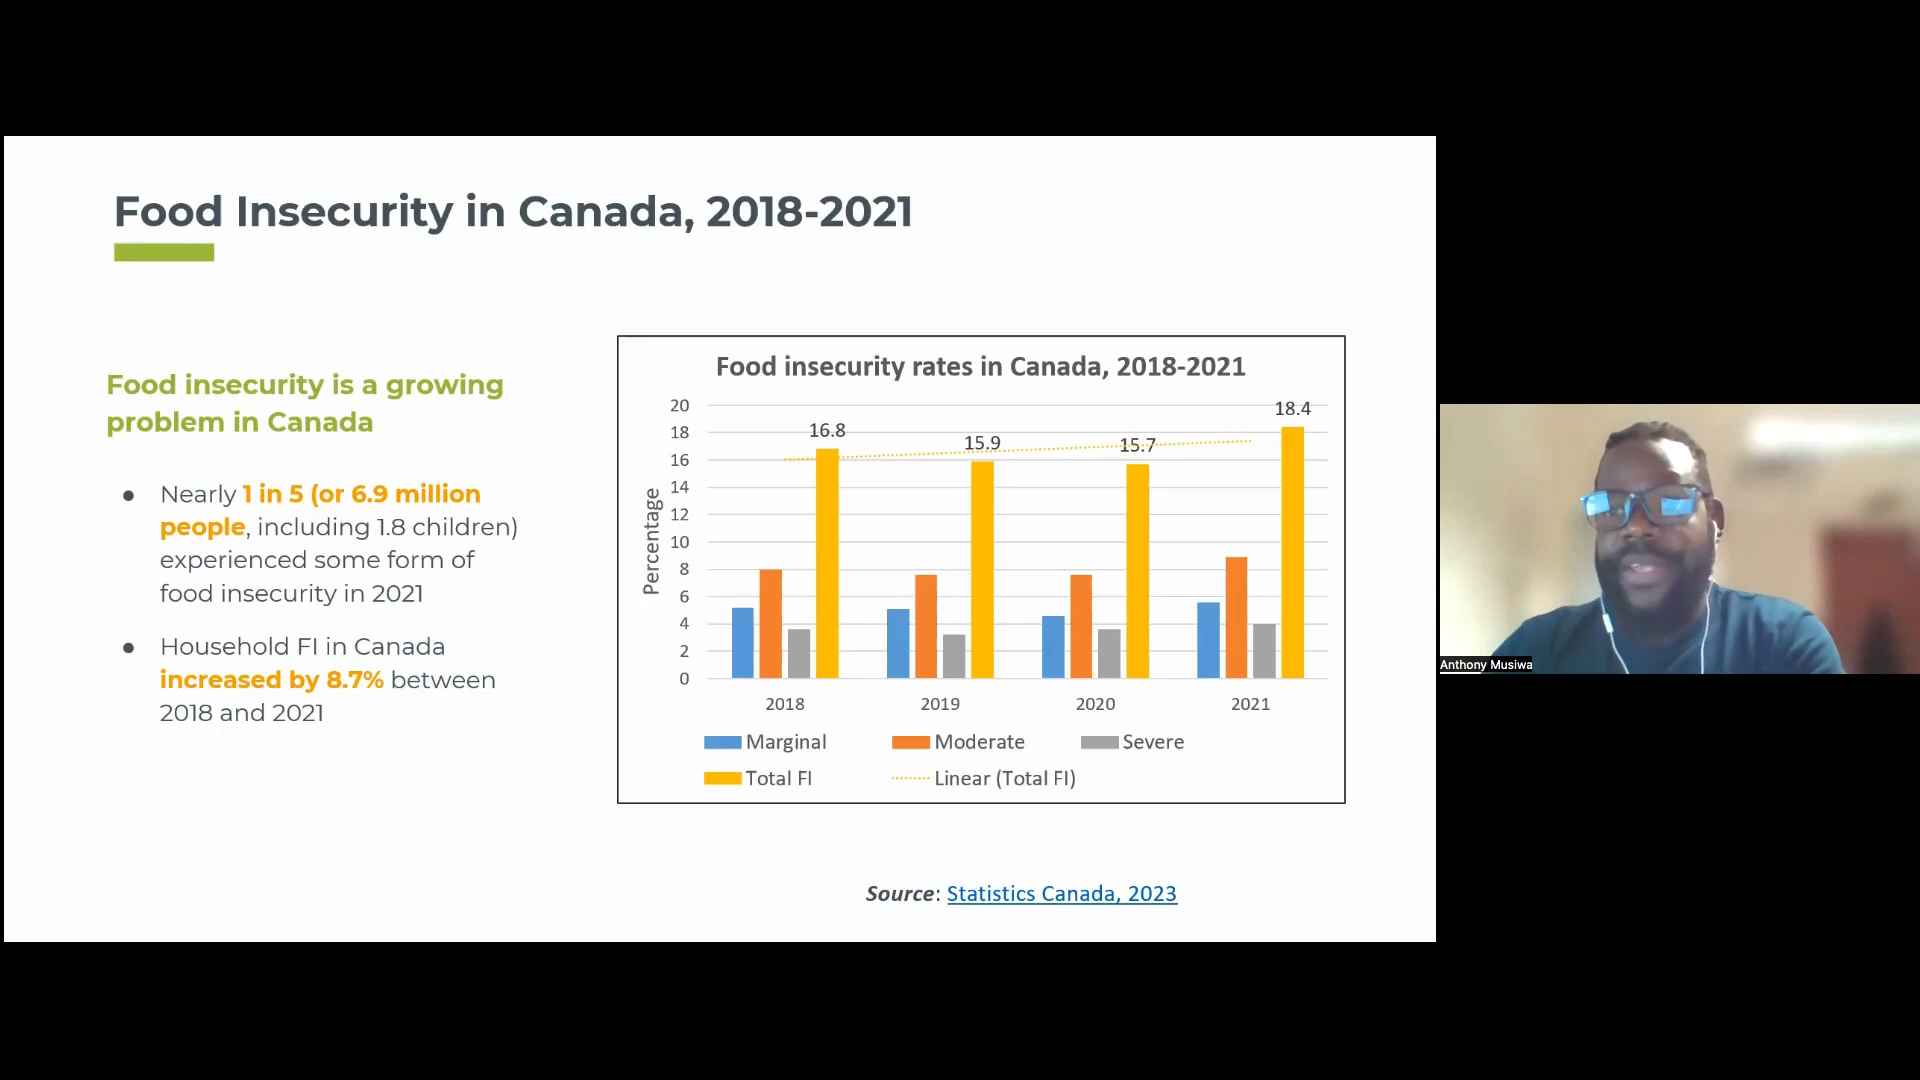 Food Insecurity in Canada, 2018-2021
Food insecurity is a growing
problem in Canada
● Nearly 1 in 5 (or 6.9 million
people, including 1.8 children)
experienced some form of
food insecurity in 2021
● Household FI in Canada
increased by 8.7% between
2018 and 2021
Food insecurity rates in Canada, 2018-2021
Percentage
20
18
16
14
12
10
8
6
4
2
0
16.8
15.9
15.7
18.4
2018 2019 2020 2021
Marginal Moderate Severe
Total FI Linear (Total FI)
Source: Statistics Canada, 2023
Anthony Musiwa